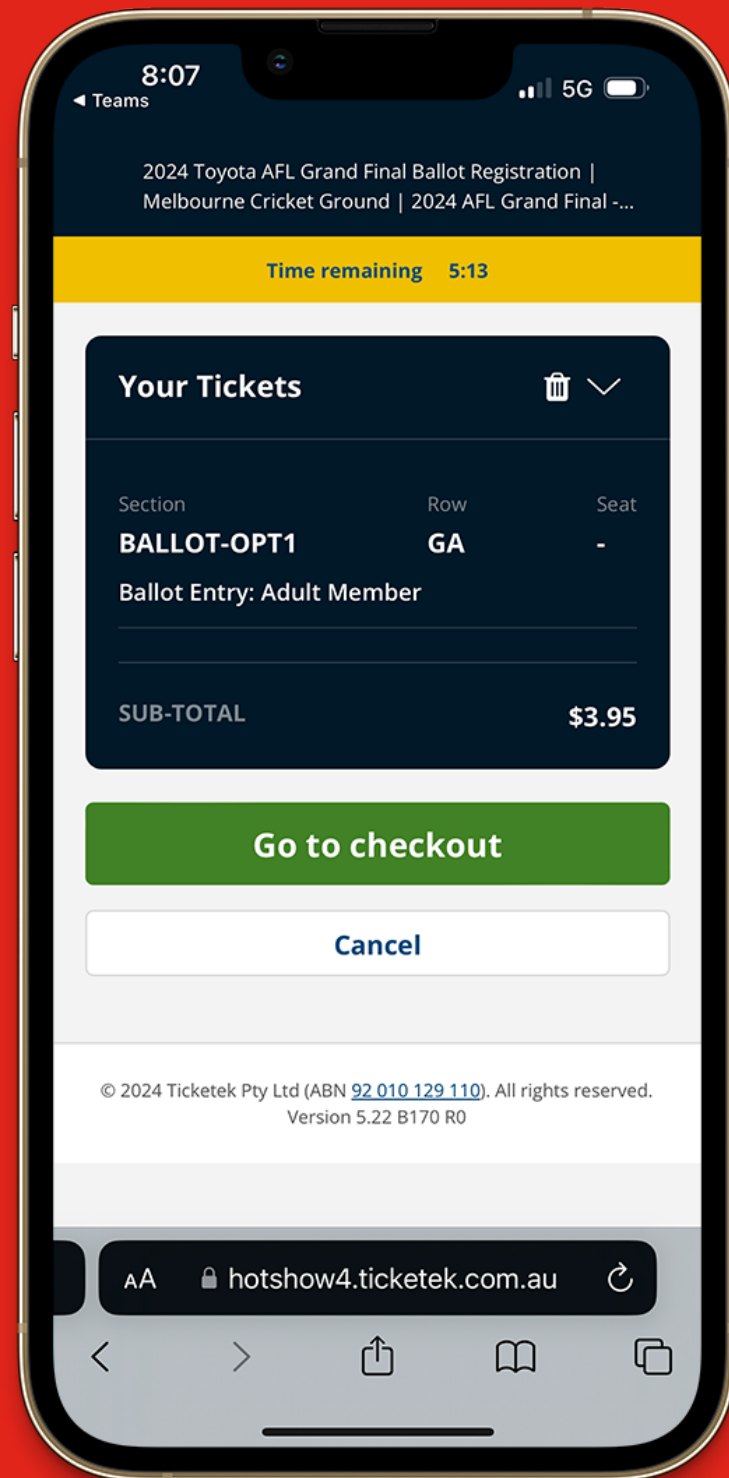 8:07
5G
◀ Teams
2024 Toyota AFL Grand Final Ballot Registration |
Melbourne Cricket Ground | 2024 AFL Grand Final -...
Time remaining 5:13
Your Tickets
Section Row Seat
BALLOT-OPT1 GA -
Ballot Entry: Adult Member
SUB-TOTAL $3.95
Go to checkout
Cancel
© 2024 Ticketek Pty Ltd (ABN 92 010 129 110). All rights reserved.
Version 5.22 B170 R0
AA hotshow4.ticketek.com.au